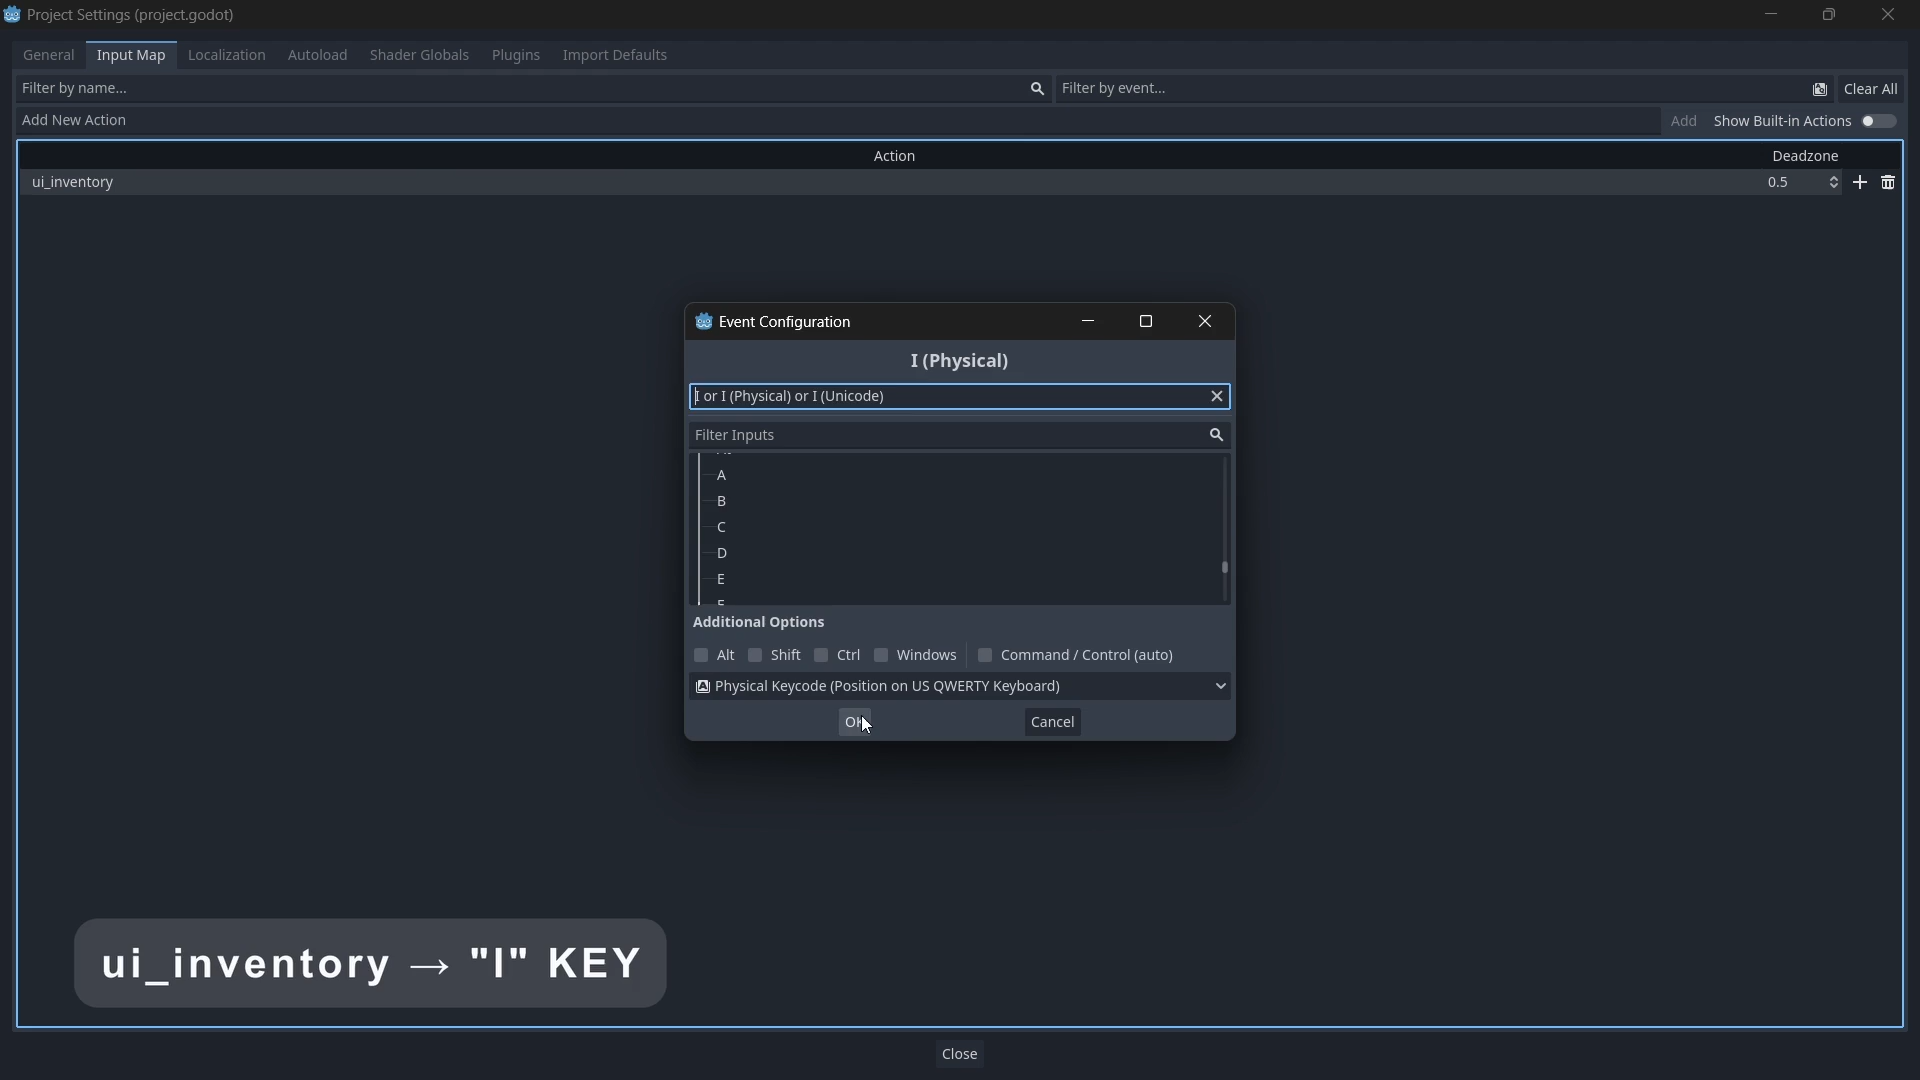 Project Settings (project.godot)
General Input Map Localization Autoload Shader Globals Plugins Import Defaults
Filter by name... Filter by event... Clear All
Add New Action Add Show Built-in Actions
Action Deadzone
ui_inventory 0.5
Event Configuration
I (Physical)
I or I (Physical) or I (Unicode)
Filter Inputs
A
B
C
D
E
Additional Options
Alt Shift Ctrl Windows Command / Control (auto)
Physical Keycode (Position on US QWERTY Keyboard)
OK Cancel
ui_inventory → "I" KEY
Close